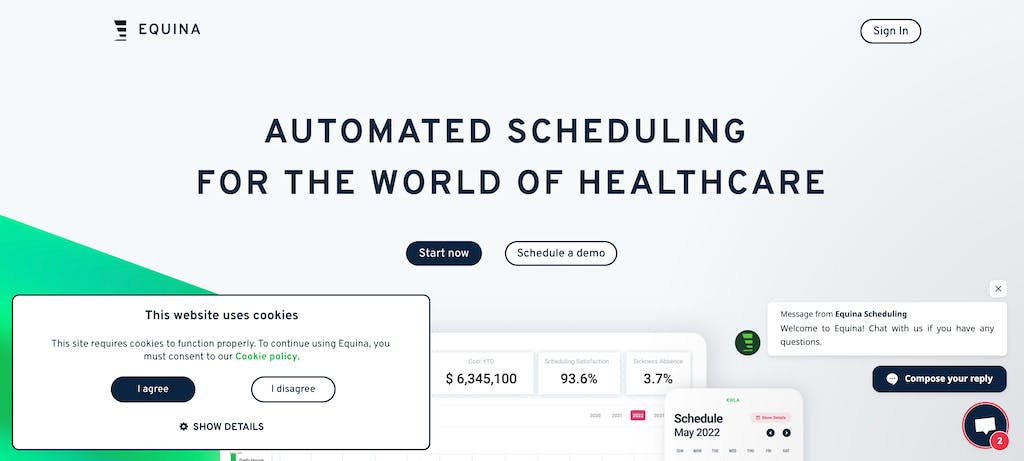 EQUINA
Sign In
AUTOMATED SCHEDULING
FOR THE WORLD OF HEALTHCARE
Start now
Schedule a demo
This website uses cookies
This site requires cookies to function properly. To continue using Equina, you
must consent to our Cookie policy.
I agree
I disagree
SHOW DETAILS
Cost YTD
$ 6,345,100
Scheduling Satisfaction
93.6%
Sickness Absence
3.7%
2020 2021 2022
KWLA
Schedule
May 2022
Show Details
SUN MON TUE WED THU FRI SAT
Message from Equina Scheduling
Welcome to Equina! Chat with us if you have any
questions.
Compose your reply
2